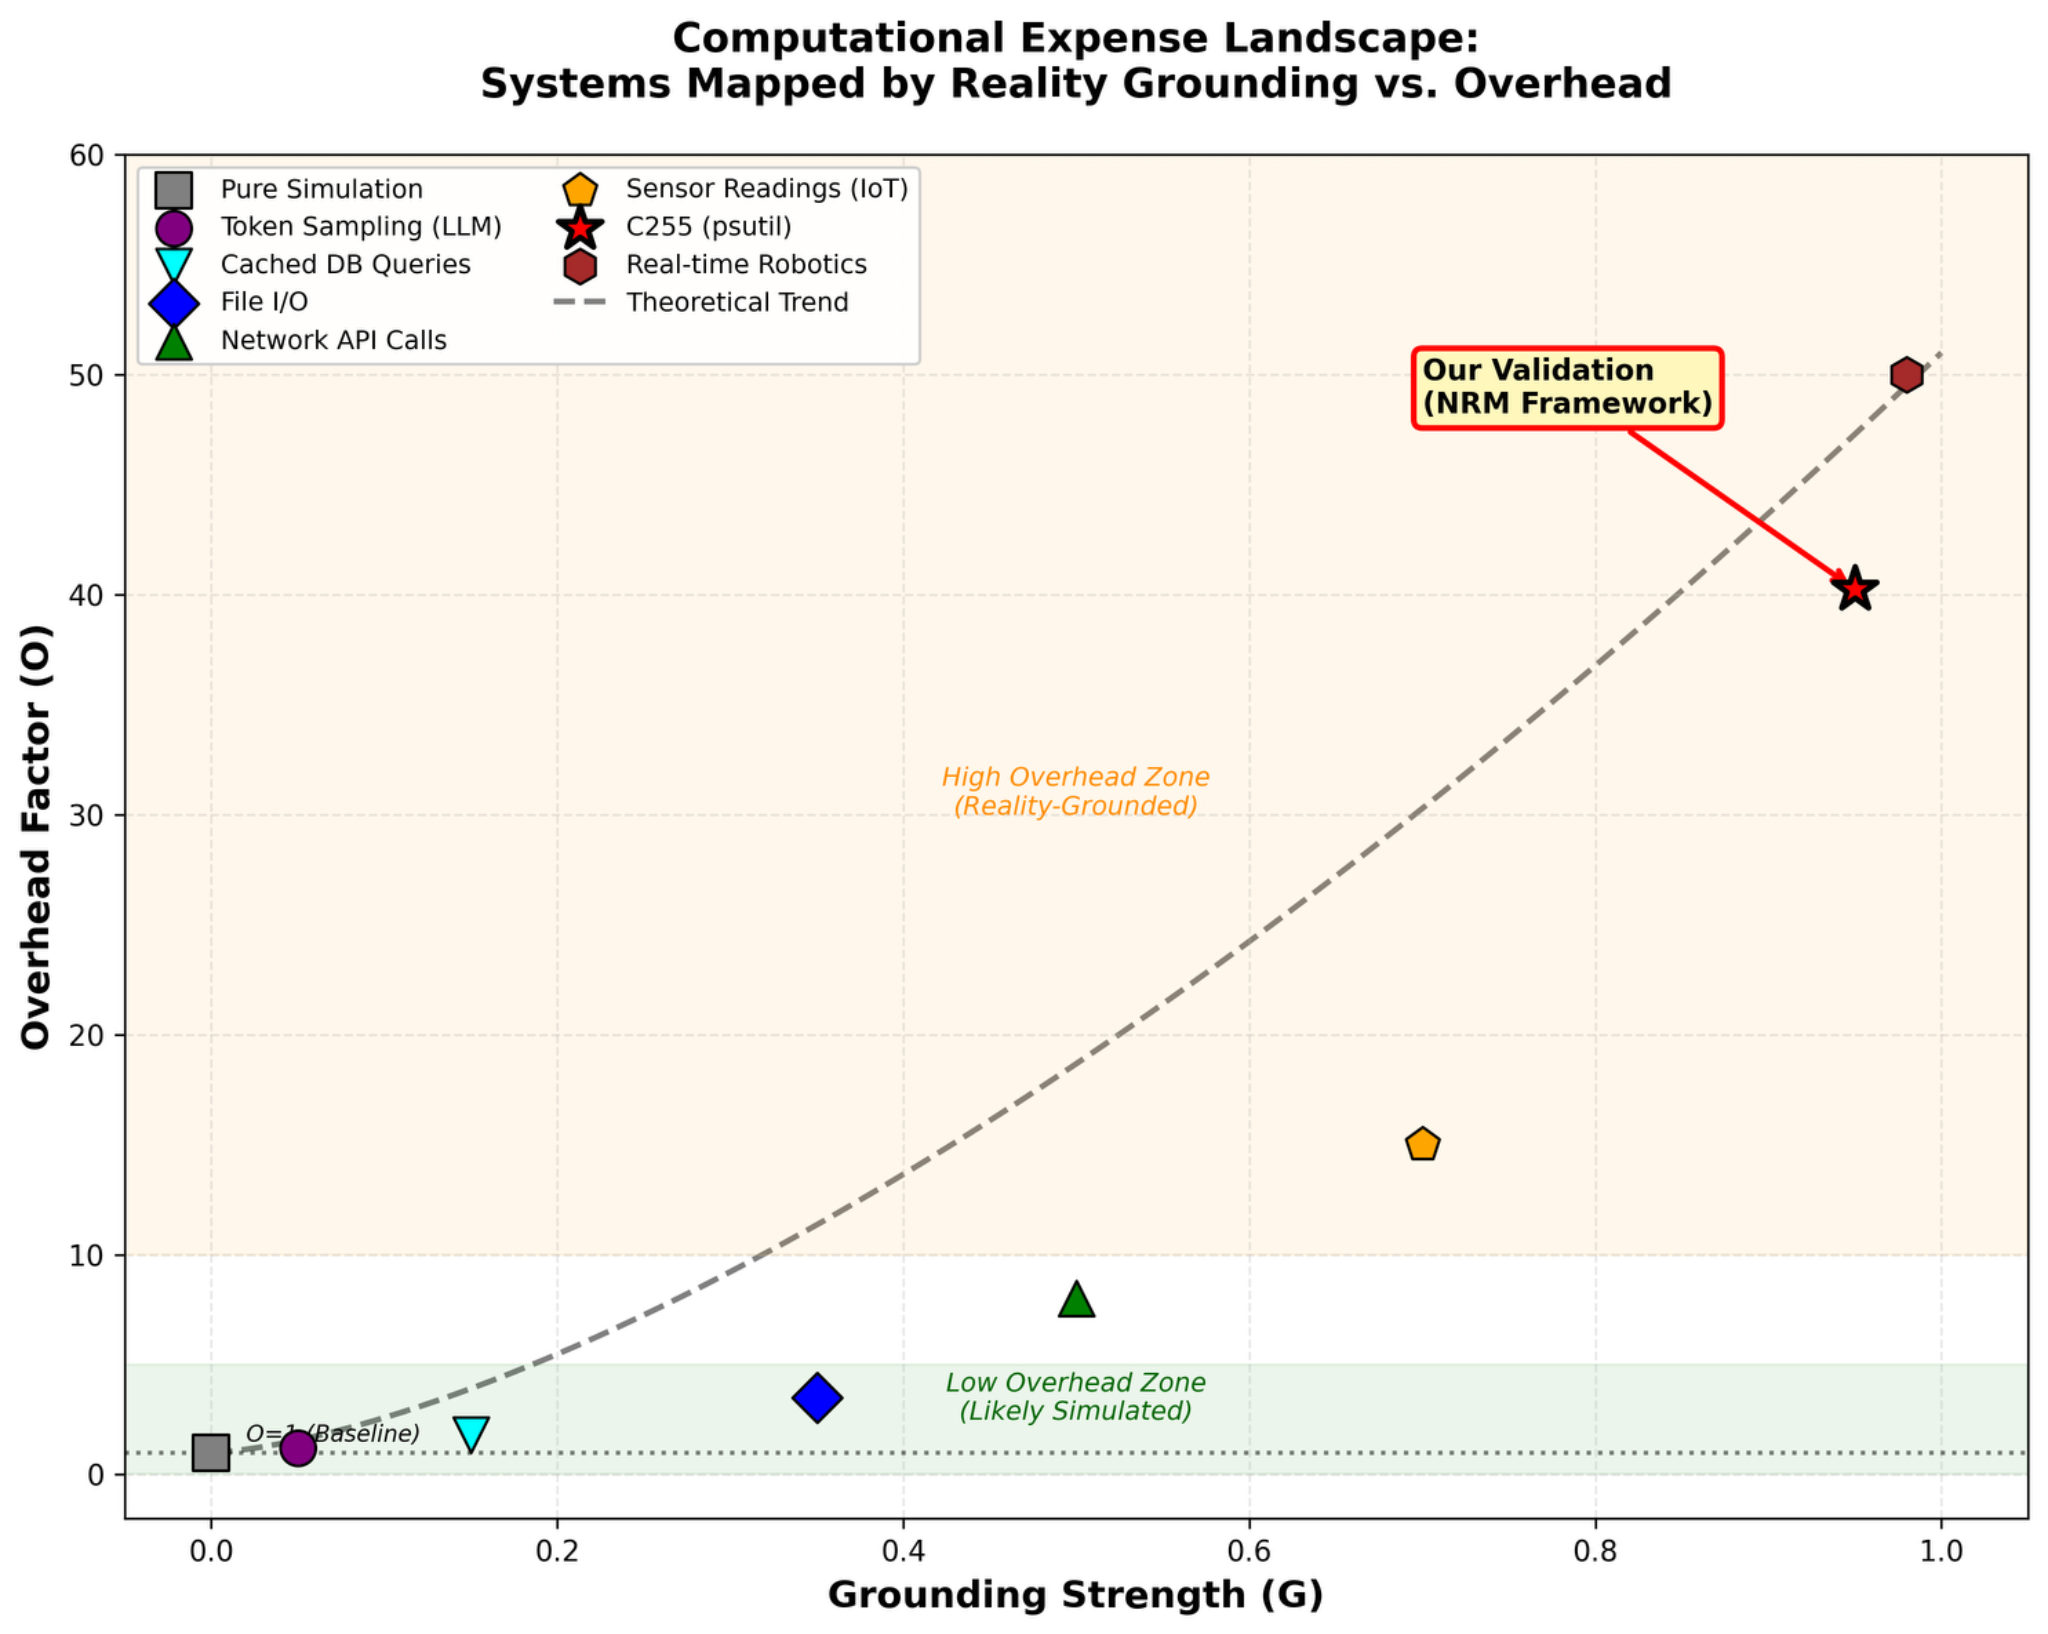 Computational Expense Landscape:
Systems Mapped by Reality Grounding vs. Overhead
60
50
40
30
20
10
0
Overhead Factor (O)
Pure Simulation
Token Sampling (LLM)
Cached DB Queries
File I/O
Network API Calls
Sensor Readings (IoT)
C255 (psutil)
Real-time Robotics
Theoretical Trend
Our Validation
(NRM Framework)
High Overhead Zone
(Reality-Grounded)
Low Overhead Zone
(Likely Simulated)
O=1 (Baseline)
0.0
0.2
0.4
0.6
0.8
1.0
Grounding Strength (G)